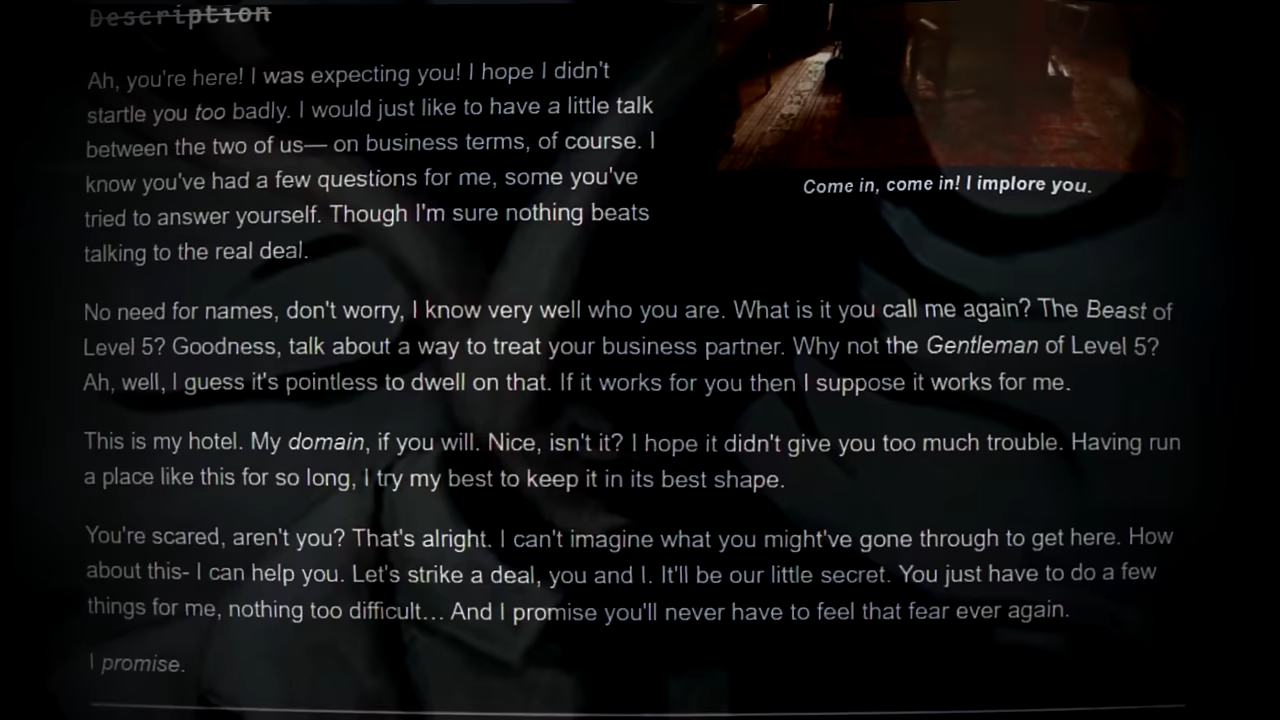 Description
Ah, you're here! I was expecting you! I hope I didn't
startle you too badly. I would just like to have a little talk
between the two of us— on business terms, of course. I
know you've had a few questions for me, some you've
tried to answer yourself. Though I'm sure nothing beats
talking to the real deal.
Come in, come in! I implore you.
No need for names, don't worry, I know very well who you are. What is it you call me again? The Beast of
Level 5? Goodness, talk about a way to treat your business partner. Why not the Gentleman of Level 5?
Ah, well, I guess it's pointless to dwell on that. If it works for you then I suppose it works for me.
This is my hotel. My domain, if you will. Nice, isn't it? I hope it didn't give you too much trouble. Having run
a place like this for so long, I try my best to keep it in its best shape.
You're scared, aren't you? That's alright. I can't imagine what you might've gone through to get here. How
about this- I can help you. Let's strike a deal, you and I. It'll be our little secret. You just have to do a few
things for me, nothing too difficult... And I promise you'll never have to feel that fear ever again.
I promise.